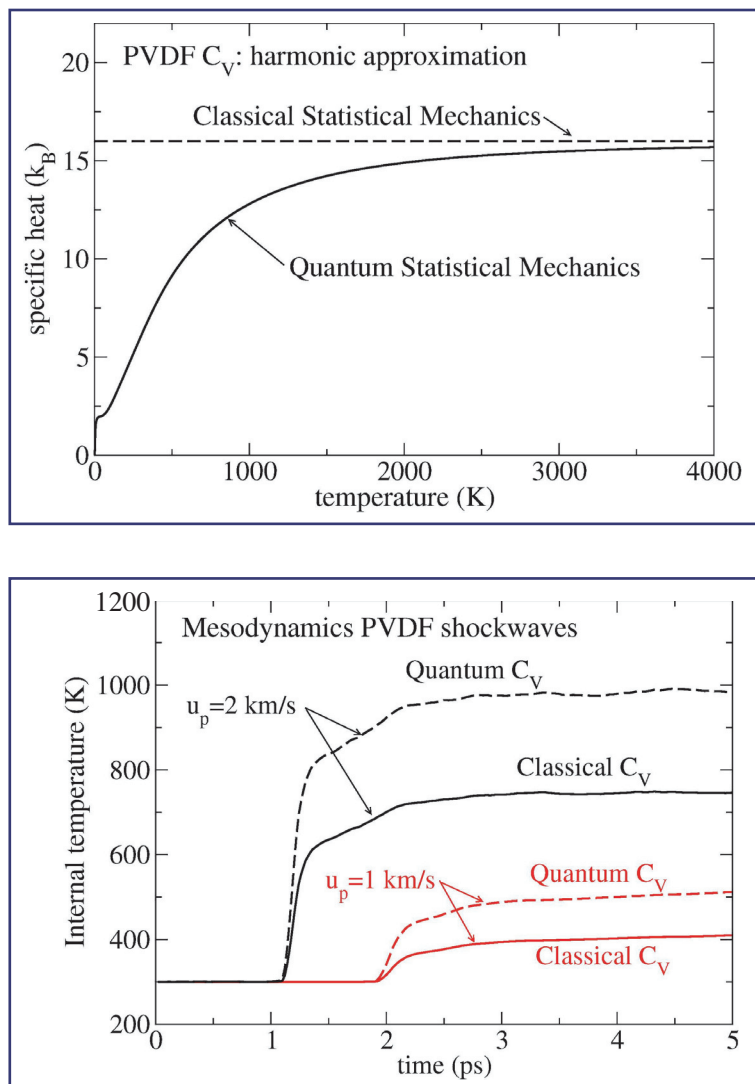 PVDF C_V: harmonic approximation
Classical Statistical Mechanics
Quantum Statistical Mechanics
specific heat (k_B)
20
15
10
5
0
0 1000 2000 3000 4000
temperature (K)
Mesodynamics PVDF shockwaves
Quantum C_V
u_p=2 km/s
Classical C_V
u_p=1 km/s
Quantum C_V
Classical C_V
Internal temperature (K)
1200
1000
800
600
400
200
0 1 2 3 4 5
time (ps)